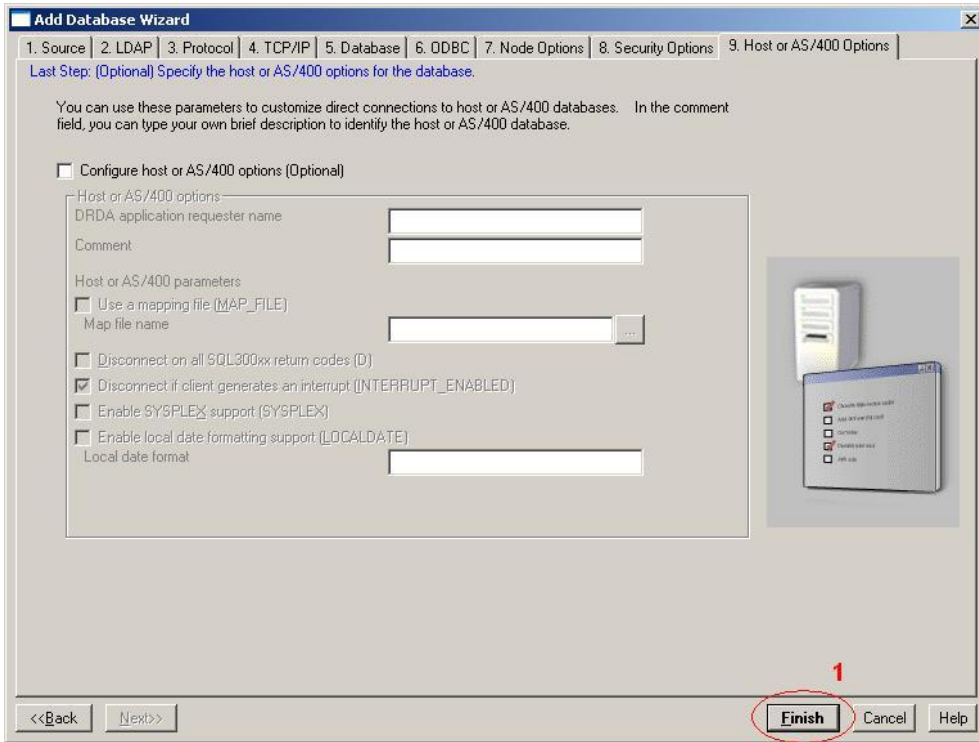 Add Database Wizard
1. Source 2. LDAP 3. Protocol 4. TCP/IP 5. Database 6. ODBC 7. Node Options 8. Security Options 9. Host or AS/400 Options
Last Step: (Optional) Specify the host or AS/400 options for the database.
You can use these parameters to customize direct connections to host or AS/400 databases. In the comment
field, you can type your own brief description to identify the host or AS/400 database.
Configure host or AS/400 options (Optional)
Host or AS/400 options
DRDA application requester name
Comment
Host or AS/400 parameters
Use a mapping file (MAP_FILE)
Map file name
...
Disconnect on all SQL300xx return codes (D)
Disconnect if client generates an interrupt (INTERRUPT_ENABLED)
Enable SYSPLEX support (SYSPLEX)
Enable local date formatting support (LOCALDATE)
Local date format
1
<<Back Next>> Finish Cancel Help